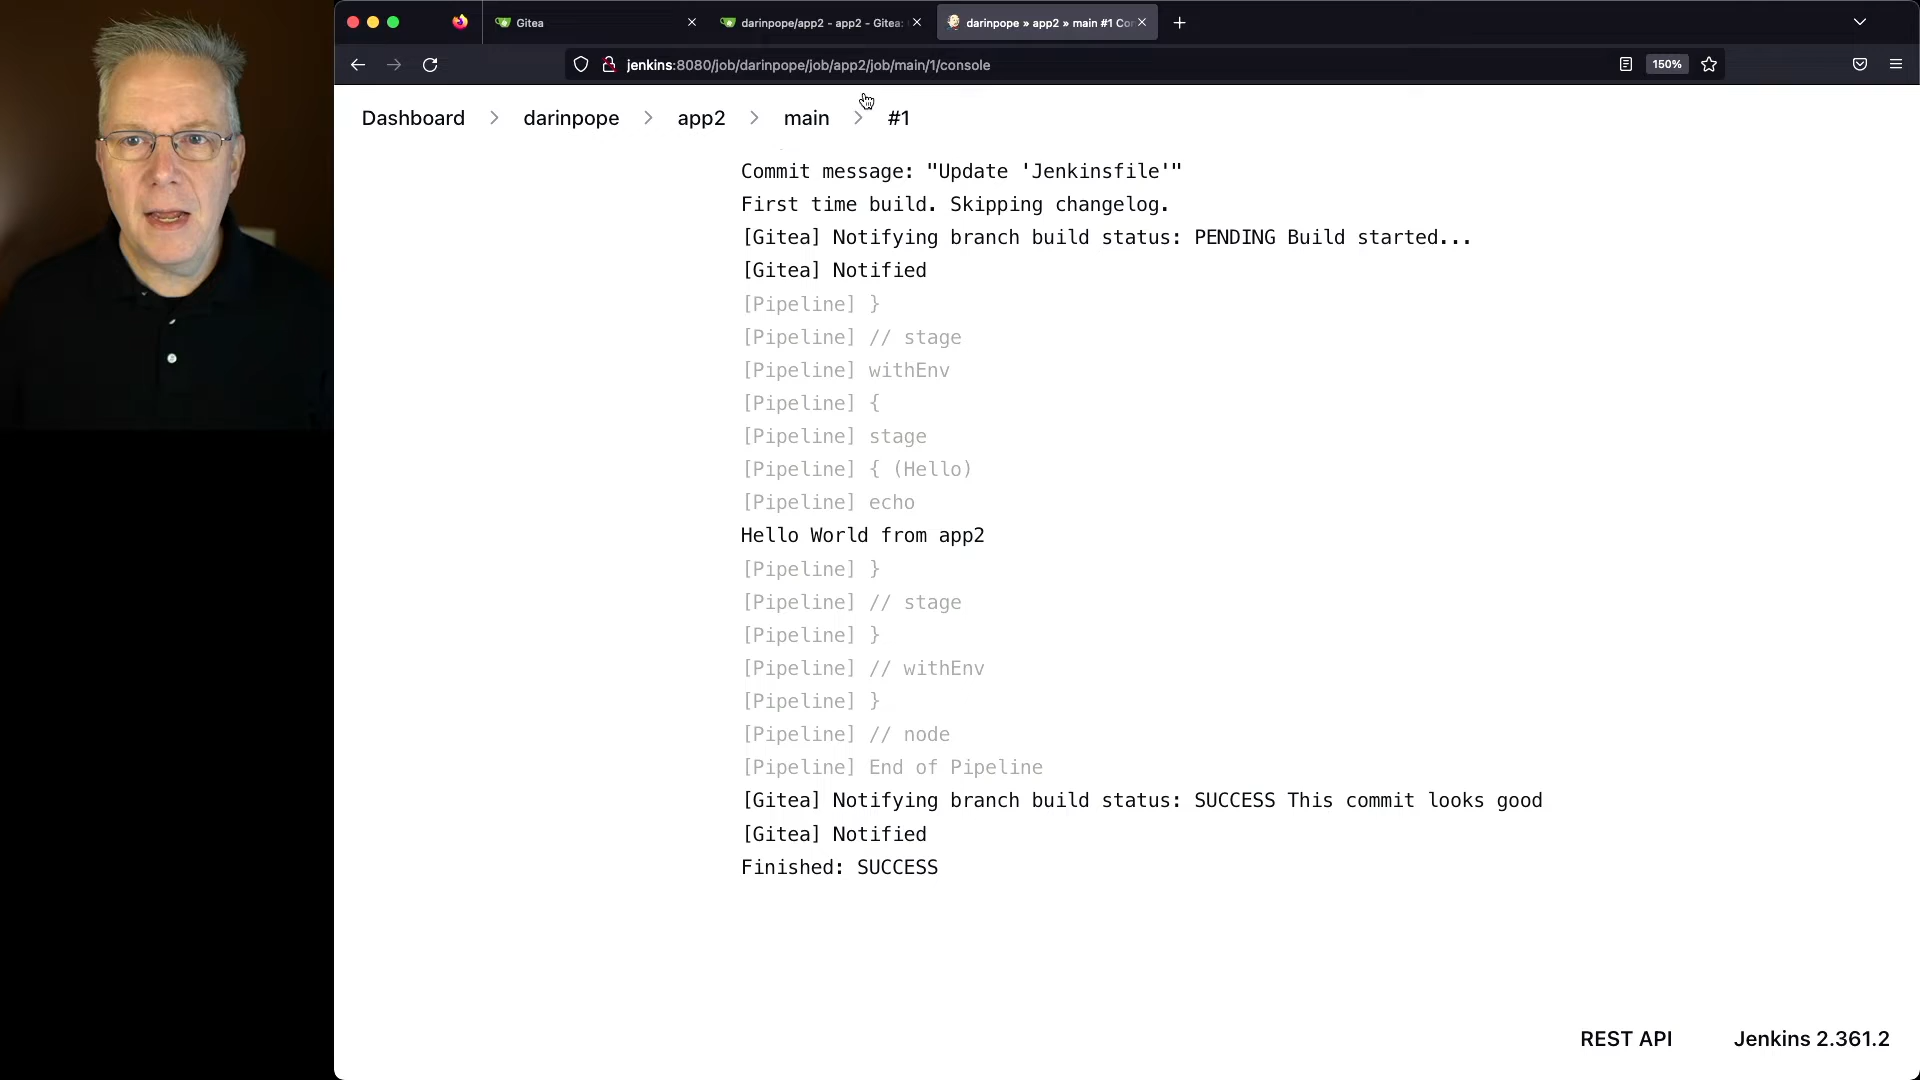 Gitea
darinpope/app2 - app2 - Gitea:
darinpope » app2 » main #1 Co
jenkins:8080/job/darinpope/job/app2/job/main/1/console
150%
Dashboard > darinpope > app2 > main > #1
Commit message: "Update 'Jenkinsfile'"
First time build. Skipping changelog.
[Gitea] Notifying branch build status: PENDING Build started...
[Gitea] Notified
[Pipeline] }
[Pipeline] // stage
[Pipeline] withEnv
[Pipeline] {
[Pipeline] stage
[Pipeline] { (Hello)
[Pipeline] echo
Hello World from app2
[Pipeline] }
[Pipeline] // stage
[Pipeline] }
[Pipeline] // withEnv
[Pipeline] }
[Pipeline] // node
[Pipeline] End of Pipeline
[Gitea] Notifying branch build status: SUCCESS This commit looks good
[Gitea] Notified
Finished: SUCCESS
REST API
Jenkins 2.361.2